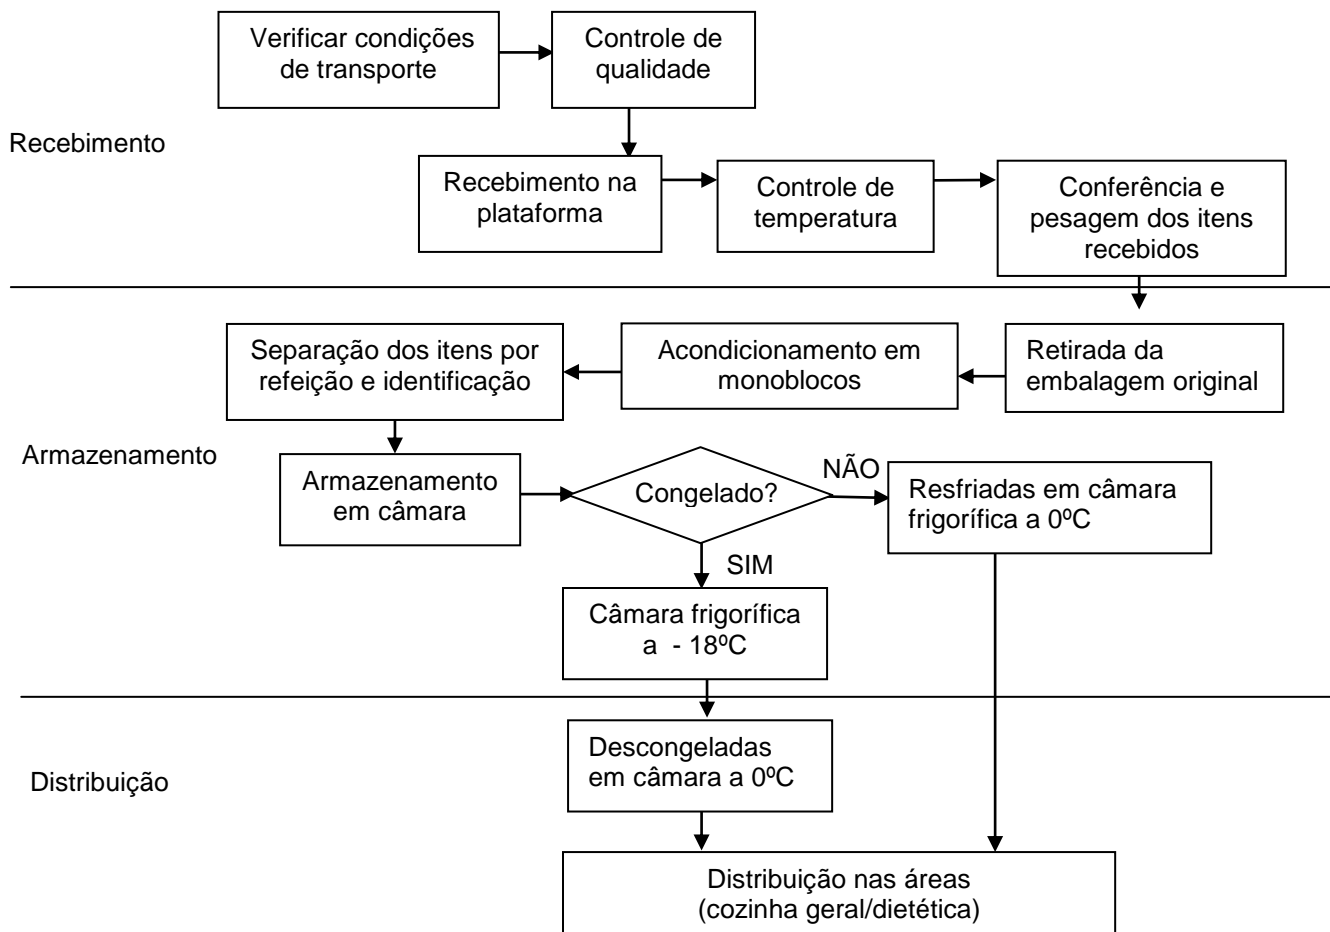 Verificar condições
de transporte
Controle de
qualidade
Recebimento
Recebimento na
plataforma
Controle de
temperatura
Conferência e
pesagem dos itens
recebidos
Separação dos itens por
refeição e identificação
Acondicionamento em
monoblocos
Retirada da
embalagem original
Armazenamento
Armazenamento
em câmara
Congelado?
NÃO
Resfriadas em câmara
frigorífica a 0ºC
SIM
Câmara frigorífica
a - 18ºC
Distribuição
Descongeladas
em câmara a 0ºC
Distribuição nas áreas
(cozinha geral/dietética)